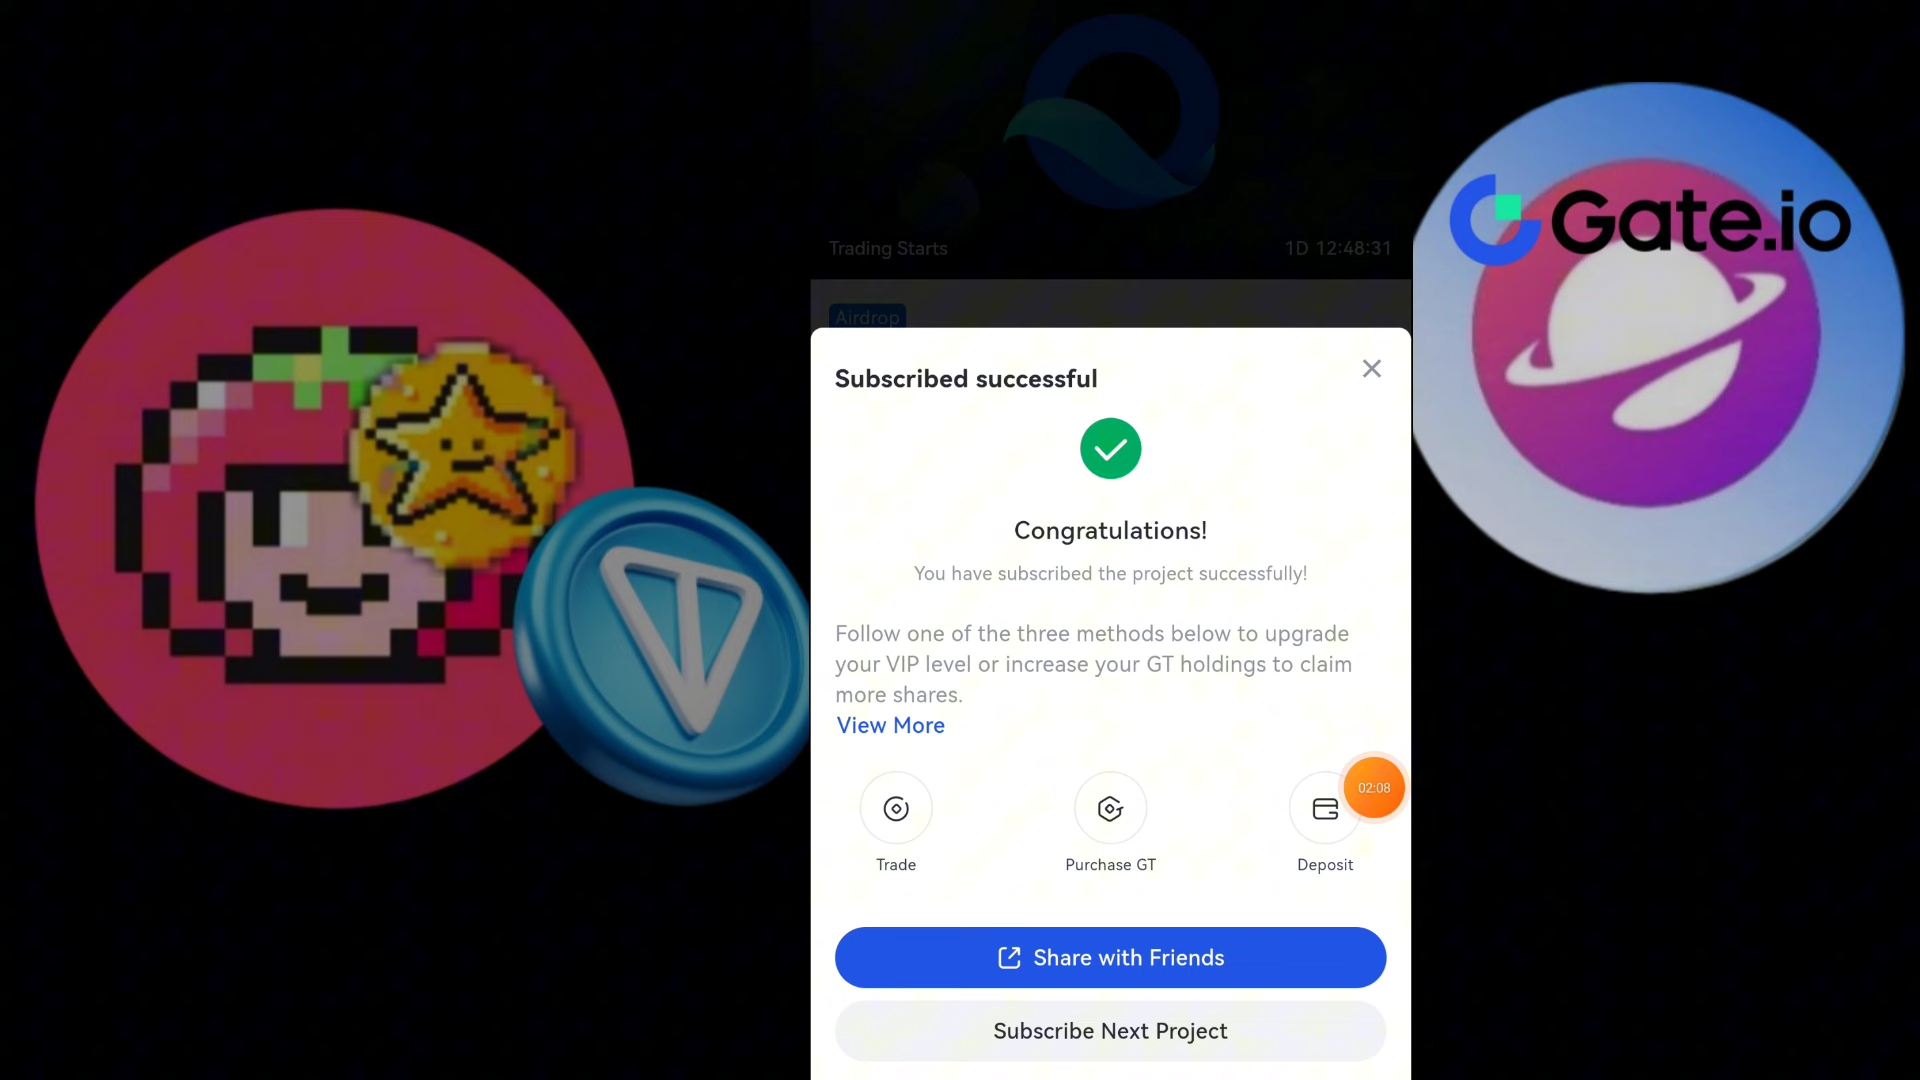 Trading Starts
1D 12:48:31
Airdrop
Gate.io
Subscribed successful
Congratulations!
You have subscribed the project successfully!
Follow one of the three methods below to upgrade
your VIP level or increase your GT holdings to claim
more shares.
View More
02:08
Trade
Purchase GT
Deposit
Share with Friends
Subscribe Next Project